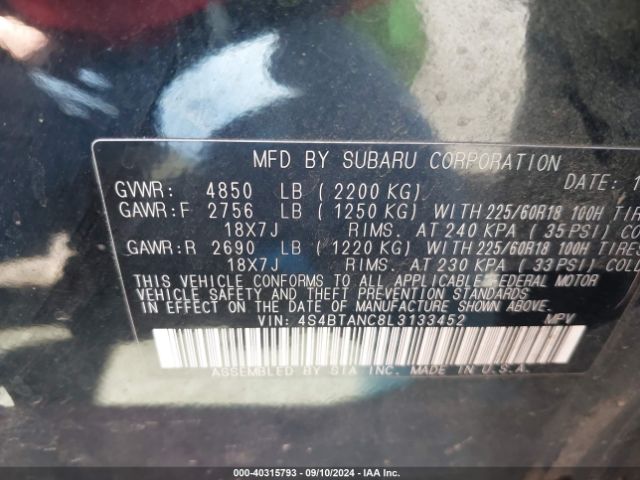 MFD BY SUBARU CORPORATION
GVWR: 4850 LB (2200 KG) DATE: 1
GAWR:F 2756 LB (1250 KG) WITH 225/60R18 100H TIRES
18X7J RIMS. AT 240 KPA (35 PSI) CO
GAWR:R 2690 LB (1220 KG) WITH 225/60R18 100H TIRES
18X7J RIMS. AT 230 KPA (33 PSI) COL
THIS VEHICLE CONFORMS TO ALL APPLICABLE FEDERAL MOTOR
VEHICLE SAFETY AND THEFT PREVENTION STANDARDS
IN EFFECT ON THE DATE OF MANUFACTURE SHOWN ABOVE.
VIN: 4S4BTANC8L3133452 MPV
ASSEMBLED BY SIA INC. MADE IN U.S.A.
000-40315793 - 09/10/2024 - IAAI.com